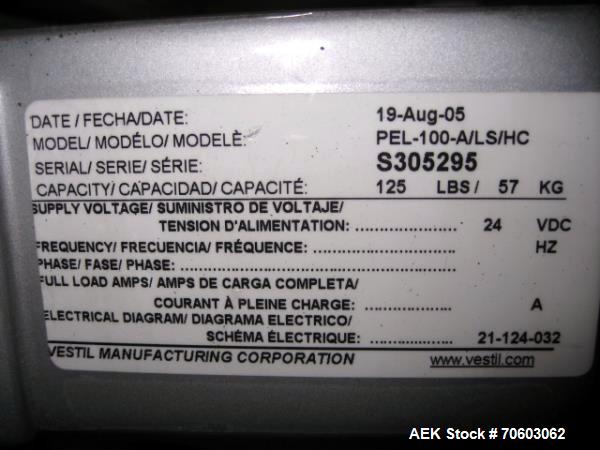 DATE / FECHA/DATE: 19-Aug-05
MODEL/ MODÉLO/ MODELÈ: PEL-100-A/LS/HC
SERIAL/ SERIE/ SÉRIE: S305295
CAPACITY/ CAPACIDAD/ CAPACITÉ: 125 LBS / 57 KG
SUPPLY VOLTAGE/ SUMINISTRO DE VOLTAJE/
TENSION D'ALIMENTATION: ...................... 24 VDC
FREQUENCY/ FRECUENCIA/ FRÉQUENCE: ........................... HZ
PHASE/ FASE/ PHASE: ....................................................
FULL LOAD AMPS/ AMPS DE CARGA COMPLETA/
COURANT À PLEINE CHARGE: .................... A
ELECTRICAL DIAGRAM/ DIAGRAMA ELECTRICO/
SCHÉMA ÉLECTRIQUE: .................... 21-124-032
VESTIL MANUFACTURING CORPORATION www.vestil.com
AEK Stock # 70603062